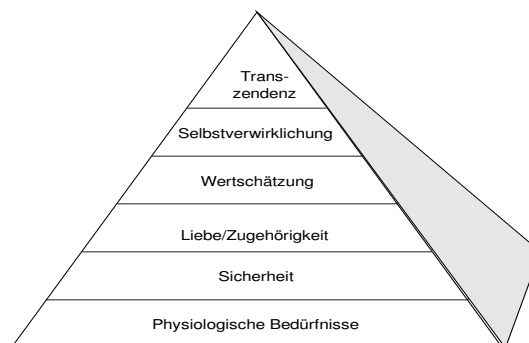 Trans-
zendenz
Selbstverwirklichung
Wertschätzung
Liebe/Zugehörigkeit
Sicherheit
Physiologische Bedürfnisse